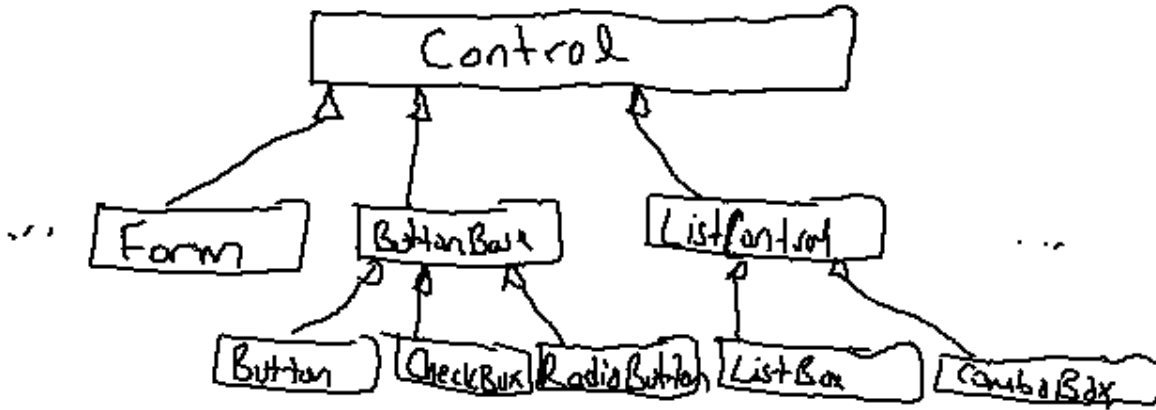 Control
...
Form
ButtonBase
ListControl
...
Button
CheckBox
RadioButton
ListBox
ComboBox